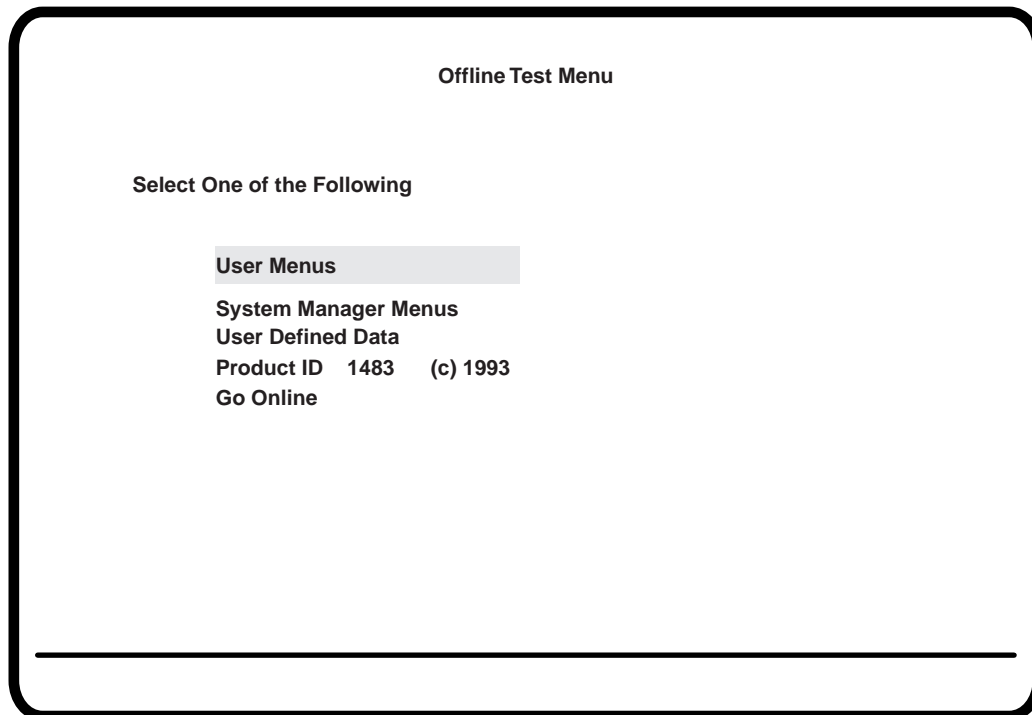 Offline Test Menu
Select One of the Following
User Menus
System Manager Menus
User Defined Data
Product ID 1483 (c) 1993
Go Online